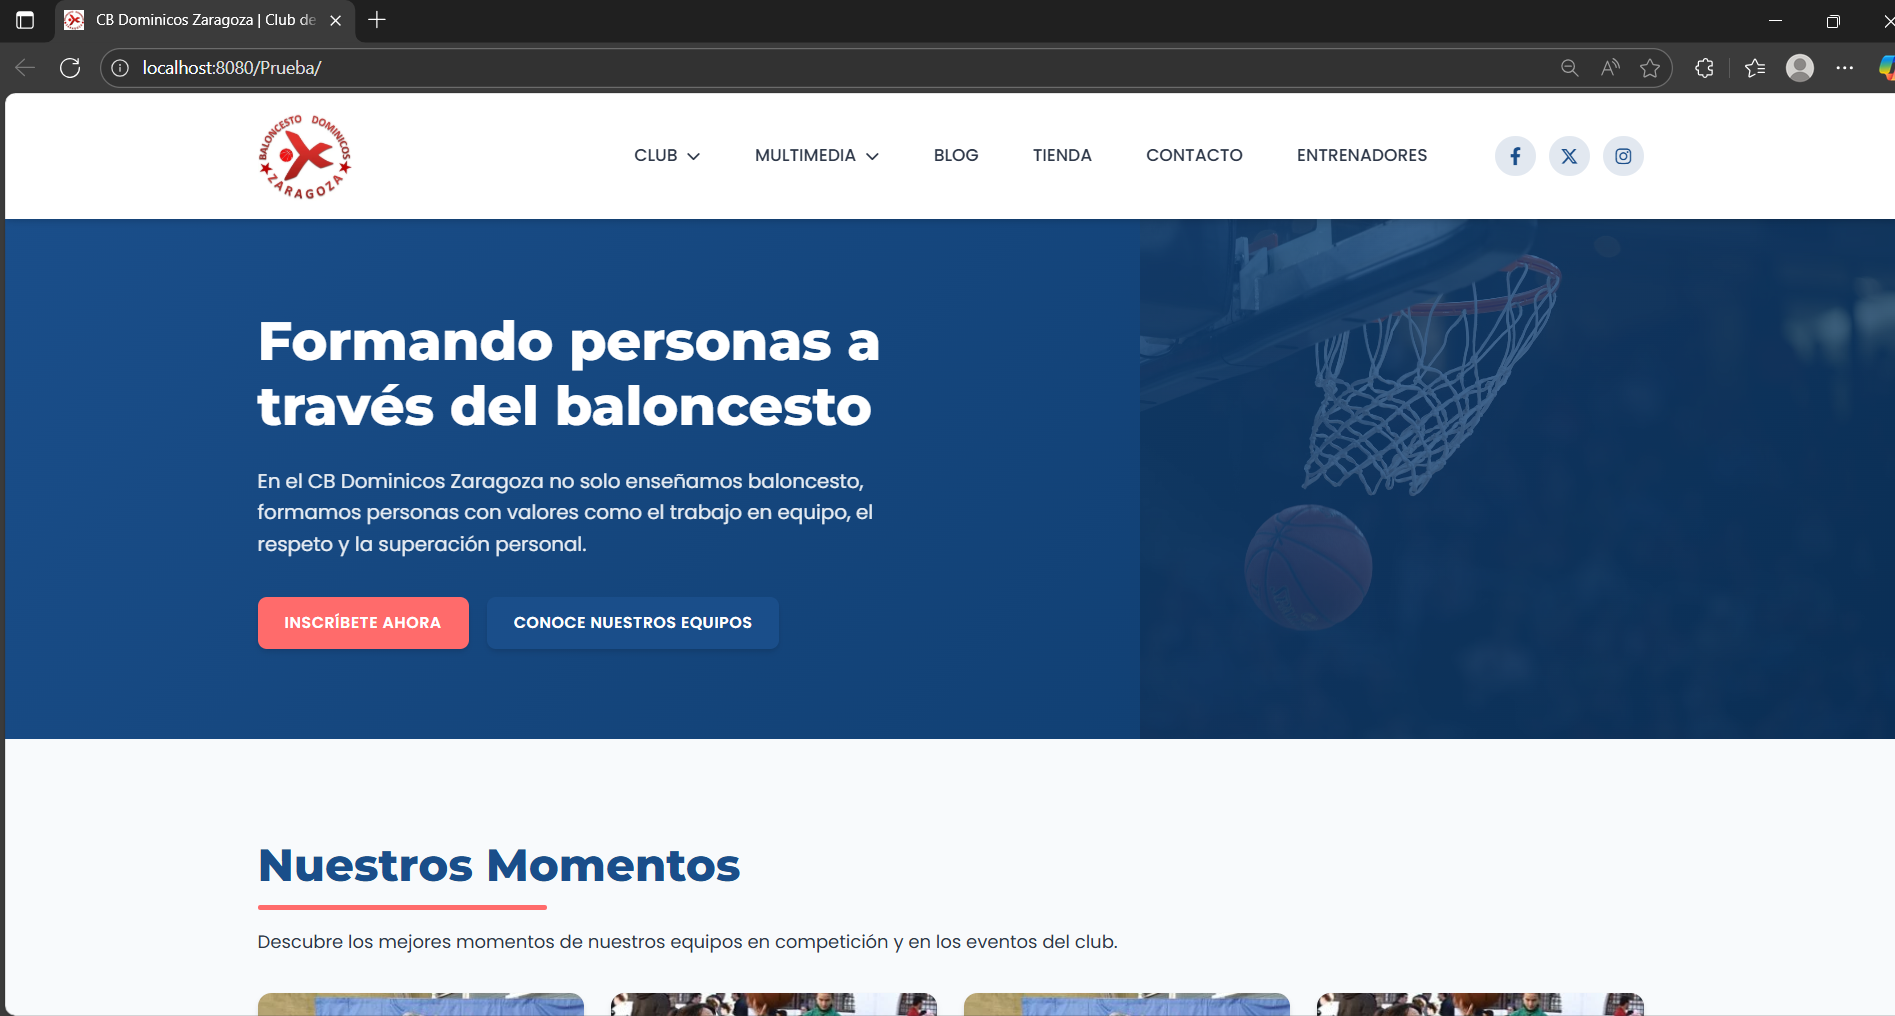 CB Dominicos Zaragoza | Club de
localhost:8080/Prueba/
BALONCESTO DOMINICOS
ZARAGOZA
CLUB
MULTIMEDIA
BLOG
TIENDA
CONTACTO
ENTRENADORES
Formando personas a
través del baloncesto
En el CB Dominicos Zaragoza no solo enseñamos baloncesto,
formamos personas con valores como el trabajo en equipo, el
respeto y la superación personal.
INSCRÍBETE AHORA
CONOCE NUESTROS EQUIPOS
Nuestros Momentos
Descubre los mejores momentos de nuestros equipos en competición y en los eventos del club.